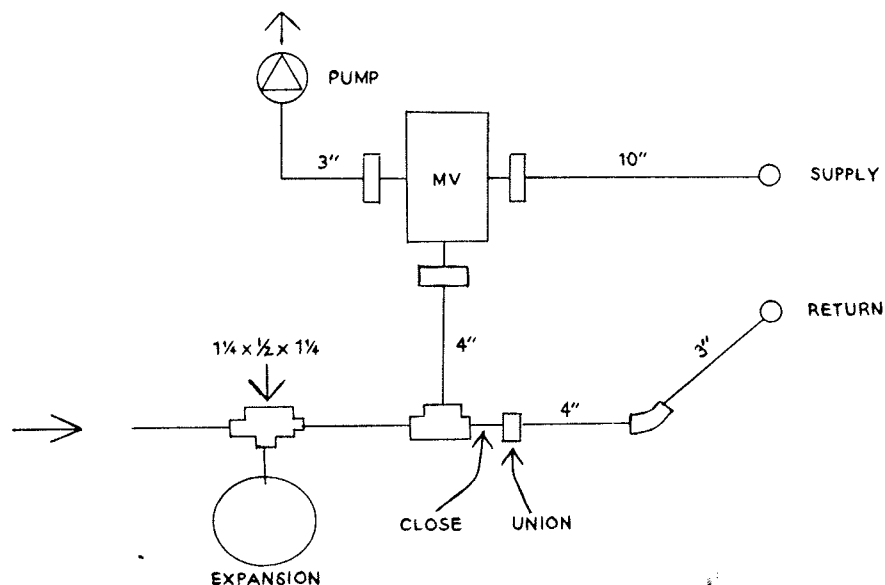 PUMP
3"
MV
10"
SUPPLY
RETURN
1¼ x ½ x 1¼
4"
3"
4"
CLOSE
UNION
EXPANSION